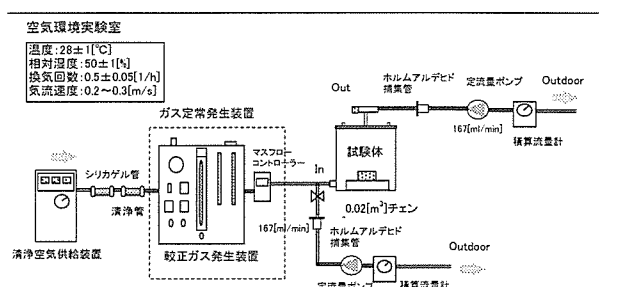 空気環境実験室
温度:28±1[℃]
相対湿度:50±1[%]
換気回数:0.5±0.05[1/h]
気流速度:0.2~0.3[m/s]
ガス定常発生装置
Out
ホルムアルデヒド
捕集管
定流量ポンプ
Outdoor
167[ml/min]
積算流量計
マスフロー
コントローラー
シリカゲル管
清浄管
In
試験体
0.02[m³]チェン
167[ml/min]
ホルムアルデヒド
捕集管
Outdoor
清浄空気供給装置
較正ガス発生装置
定流量ポンプ
積算流量計